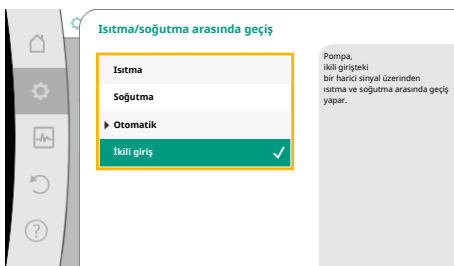 Isıtma/soğutma arasında geçiş
Isıtma
Soğutma
Otomatik
İkili giriş
Pompa,
ikili girişteki
bir harici sinyal üzerinden
ısıtma ve soğutma arasında geçiş
yapar.